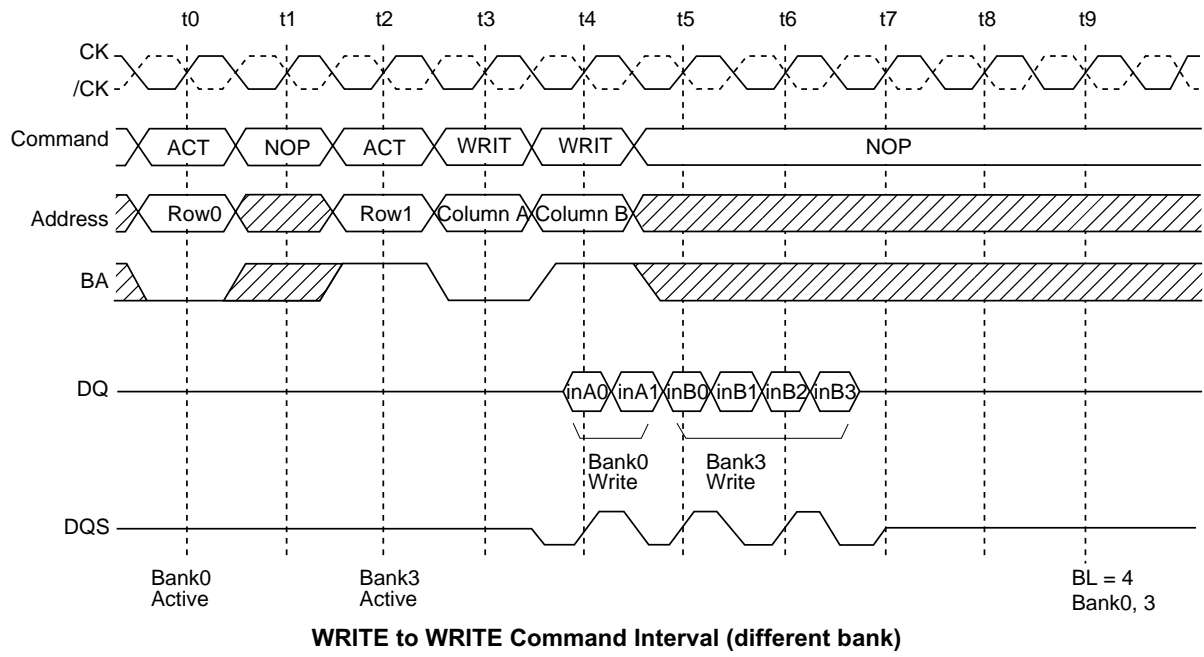 t0 t1 t2 t3 t4 t5 t6 t7 t8 t9
CK
/CK
Command ACT NOP ACT WRIT WRIT NOP
Address Row0 Row1 Column A Column B
BA
DQ inA0 inA1 inB0 inB1 inB2 inB3
Bank0 Bank3
Write Write
DQS
Bank0 Bank3 BL = 4
Active Active Bank0, 3
WRITE to WRITE Command Interval (different bank)